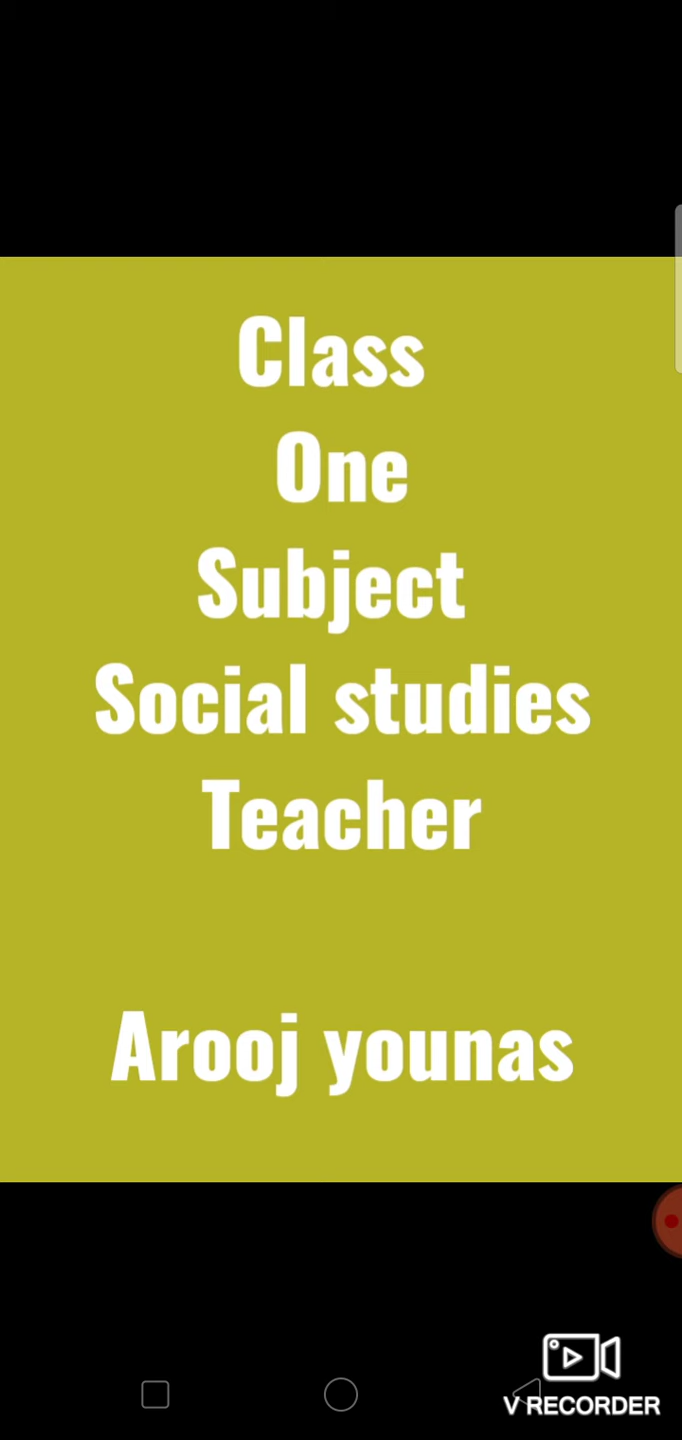 Class
One
Subject
Social studies
Teacher
Arooj younas
V RECORDER